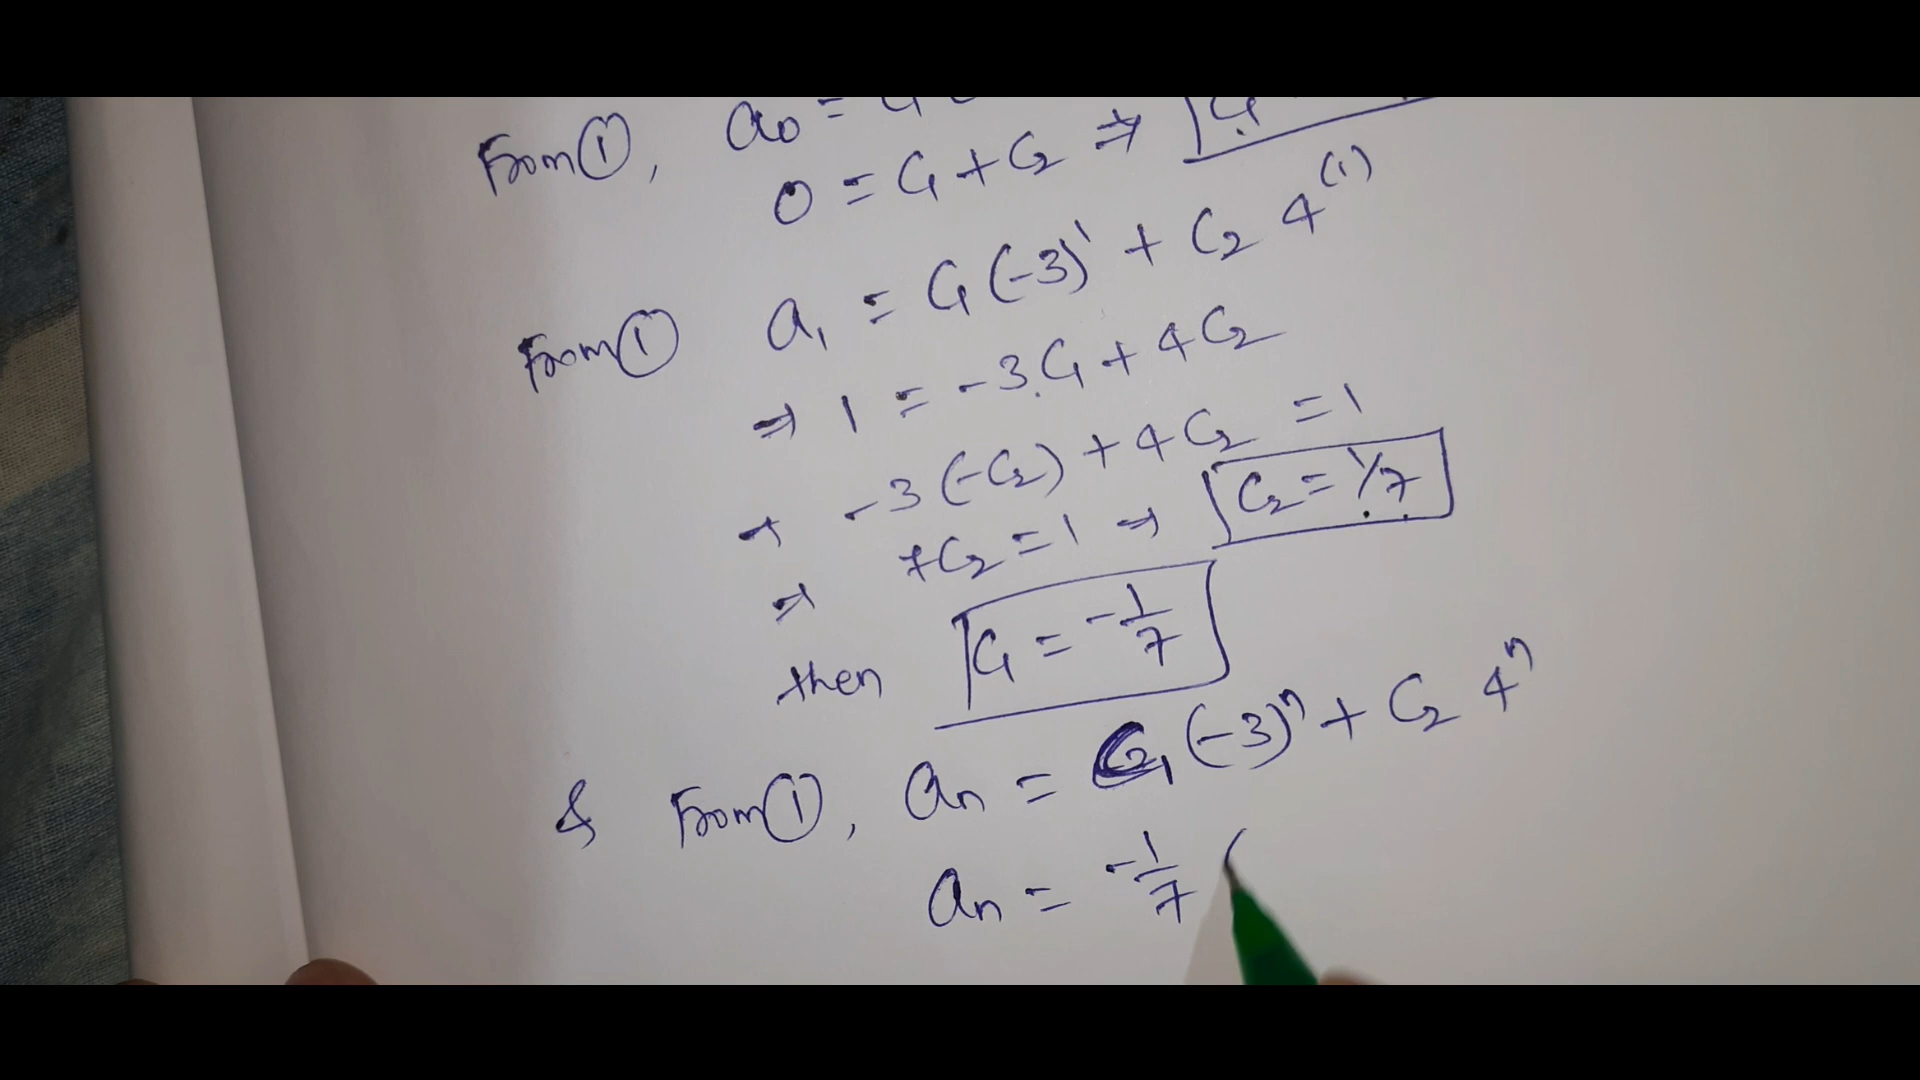 From ①, a₀ =
0 = C₁ + C₂ ⇒ C₁
From ① a₁ = C₁ (-3)¹ + C₂ 4⁽¹⁾
⇒ 1 = -3C₁ + 4C₂
⇒ -3 (-C₂) + 4C₂ = 1
⇒ 7C₂ = 1 ⇒ C₂ = 1/7
then C₁ = -1/7
& From ①, aₙ = C₁ (-3)ⁿ + C₂ 4ⁿ
aₙ = -1/7 (